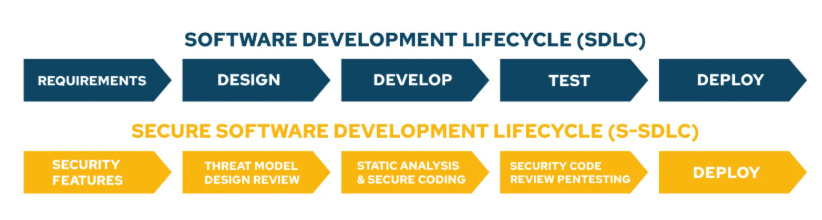 SOFTWARE DEVELOPMENT LIFECYCLE (SDLC)
REQUIREMENTS
DESIGN
DEVELOP
TEST
DEPLOY
SECURE SOFTWARE DEVELOPMENT LIFECYCLE (S-SDLC)
SECURITY
FEATURES
THREAT MODEL
DESIGN REVIEW
STATIC ANALYSIS
& SECURE CODING
SECURITY CODE
REVIEW PENTESTING
DEPLOY